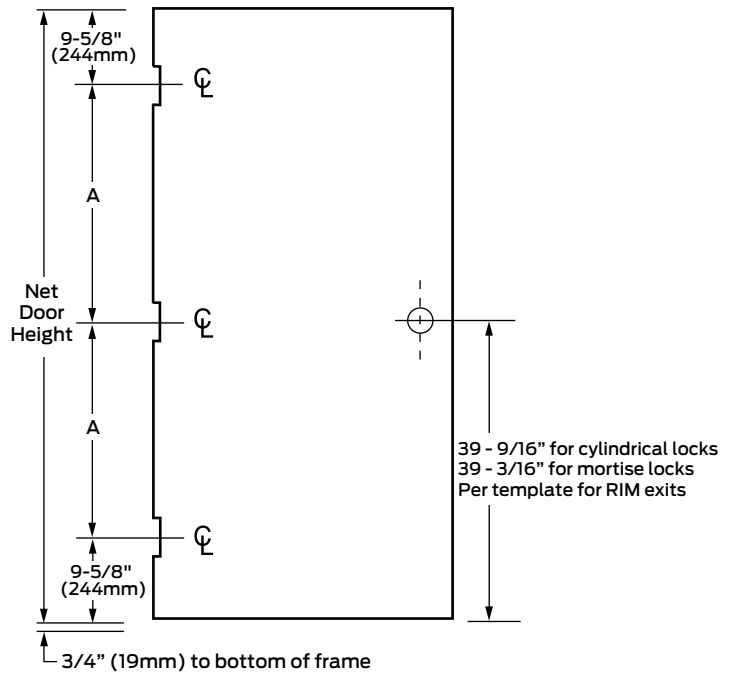 9-5/8"
(244mm)
℄
A
Net
Door
Height
℄
A
39 - 9/16” for cylindrical locks
39 - 3/16” for mortise locks
Per template for RIM exits
℄
9-5/8"
(244mm)
3/4” (19mm) to bottom of frame